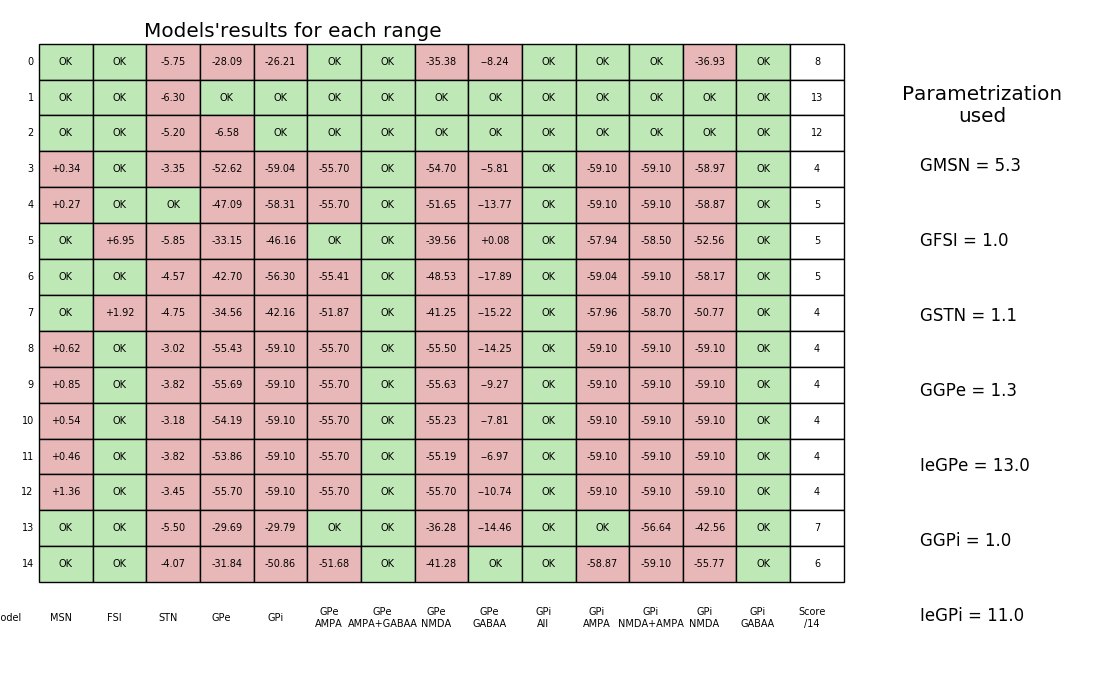 Models'results for each range
0 OK OK -5.75 -28.09 -26.21 OK OK -35.38 --8.24 OK OK OK -36.93 OK 8
1 OK OK -6.30 OK OK OK OK OK OK OK OK OK OK OK 13
2 OK OK -5.20 -6.58 OK OK OK OK OK OK OK OK OK OK 12
3 +0.34 OK -3.35 -52.62 -59.04 -55.70 OK -54.70 --5.81 OK -59.10 -59.10 -58.97 OK 4
4 +0.27 OK OK -47.09 -58.31 -55.70 OK -51.65 --13.77 OK -59.10 -59.10 -58.87 OK 5
5 OK +6.95 -5.85 -33.15 -46.16 OK OK -39.56 +0.08 OK -57.94 -58.50 -52.56 OK 5
6 OK OK -4.57 -42.70 -56.30 -55.41 OK -48.53 --17.89 OK -59.04 -59.10 -58.17 OK 5
7 OK +1.92 -4.75 -34.56 -42.16 -51.87 OK -41.25 --15.22 OK -57.96 -58.70 -50.77 OK 4
8 +0.62 OK -3.02 -55.43 -59.10 -55.70 OK -55.50 --14.25 OK -59.10 -59.10 -59.10 OK 4
9 +0.85 OK -3.82 -55.69 -59.10 -55.70 OK -55.63 --9.27 OK -59.10 -59.10 -59.10 OK 4
10 +0.54 OK -3.18 -54.19 -59.10 -55.70 OK -55.23 --7.81 OK -59.10 -59.10 -59.10 OK 4
11 +0.46 OK -3.82 -53.86 -59.10 -55.70 OK -55.19 --6.97 OK -59.10 -59.10 -59.10 OK 4
12 +1.36 OK -3.45 -55.70 -59.10 -55.70 OK -55.70 --10.74 OK -59.10 -59.10 -59.10 OK 4
13 OK OK -5.50 -29.69 -29.79 OK OK -36.28 --14.46 OK OK -56.64 -42.56 OK 7
14 OK OK -4.07 -31.84 -50.86 -51.68 OK -41.28 OK OK -58.87 -59.10 -55.77 OK 6
odel MSN FSI STN GPe GPi GPe AMPA GPe AMPA+GABAA GPe NMDA GPe GABAA GPi All GPi AMPA GPi NMDA+AMPA GPi NMDA GPi GABAA Score /14
Parametrization
used
GMSN = 5.3
GFSI = 1.0
GSTN = 1.1
GGPe = 1.3
IeGPe = 13.0
GGPi = 1.0
IeGPi = 11.0